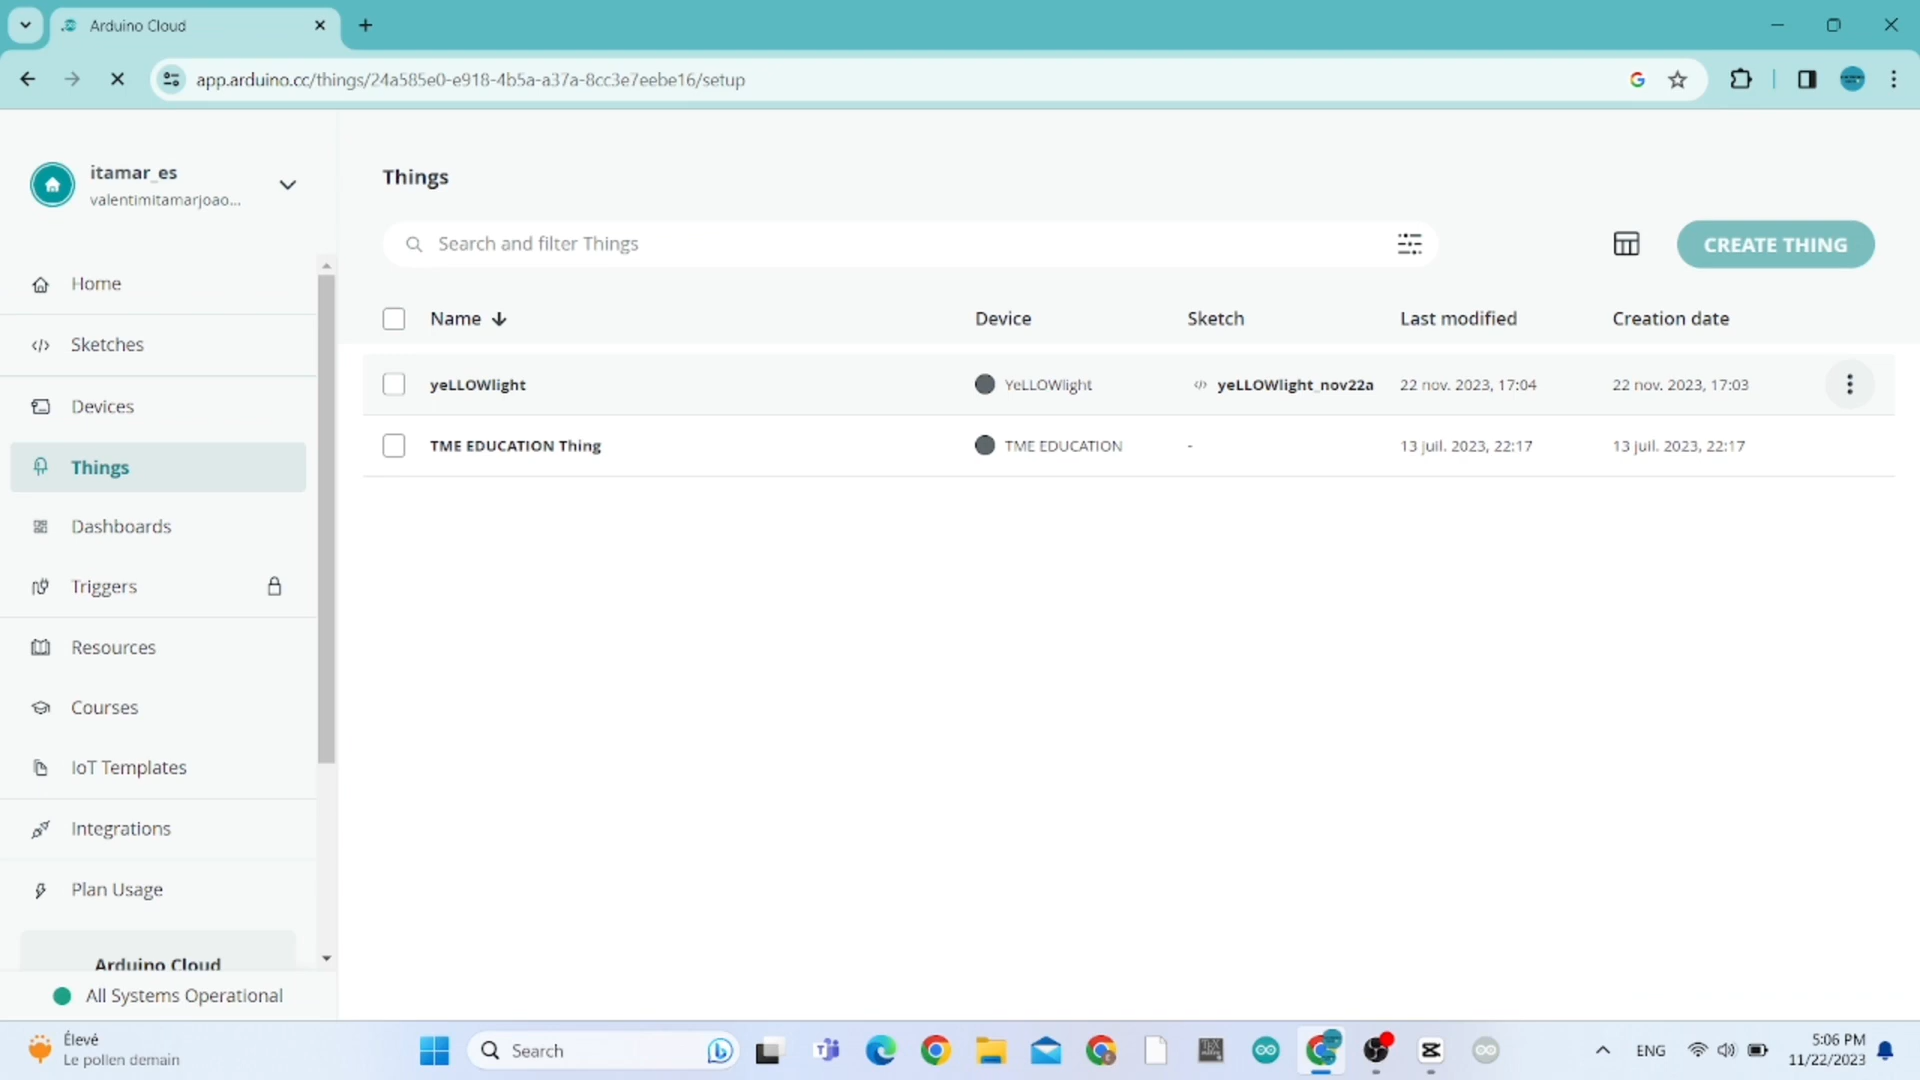 Arduino Cloud
app.arduino.cc/things/24a585e0-e918-4b5a-a37a-8cc3e7eebe16/setup
itamar_es
valentimitamarjoao...
Home
Sketches
Devices
Things
Dashboards
Triggers
Resources
Courses
IoT Templates
Integrations
Plan Usage
Arduino Cloud
All Systems Operational
Things
Search and filter Things
CREATE THING
Name Device Sketch Last modified Creation date
yeLLOWlight YeLLOWlight yeLLOWlight_nov22a 22 nov. 2023, 17:04 22 nov. 2023, 17:03
TME EDUCATION Thing TME EDUCATION - 13 juil. 2023, 22:17 13 juil. 2023, 22:17
Élevé
Le pollen demain
Search
ENG
5:06 PM
11/22/2023